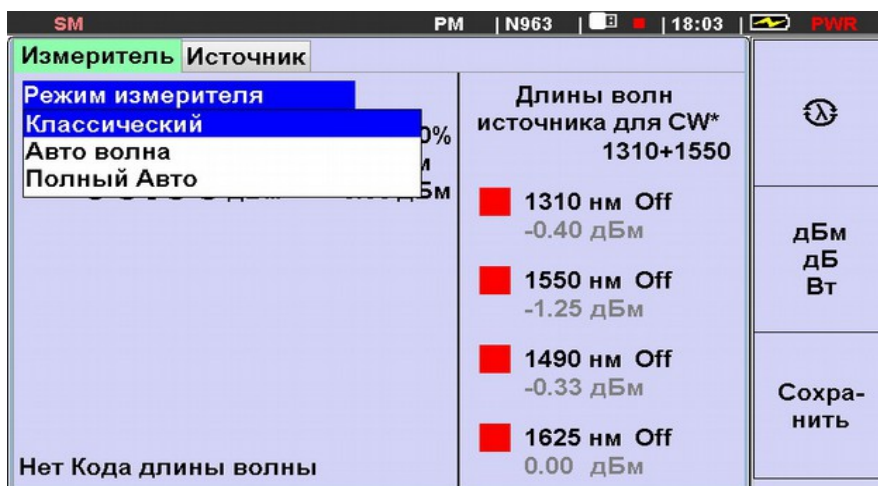 SM PM | N963 | B | 18:03 | PWR
Измеритель Источник
Режим измерителя
Классический
Авто волна
Полный Авто
0%
дБм
Нет Кода длины волны
Длины волн
источника для CW*
1310+1550
1310 нм Off
-0.40 дБм
1550 нм Off
-1.25 дБм
1490 нм Off
-0.33 дБм
1625 нм Off
0.00 дБм
λ
дБм
дБ
Вт
Сохра-
нить